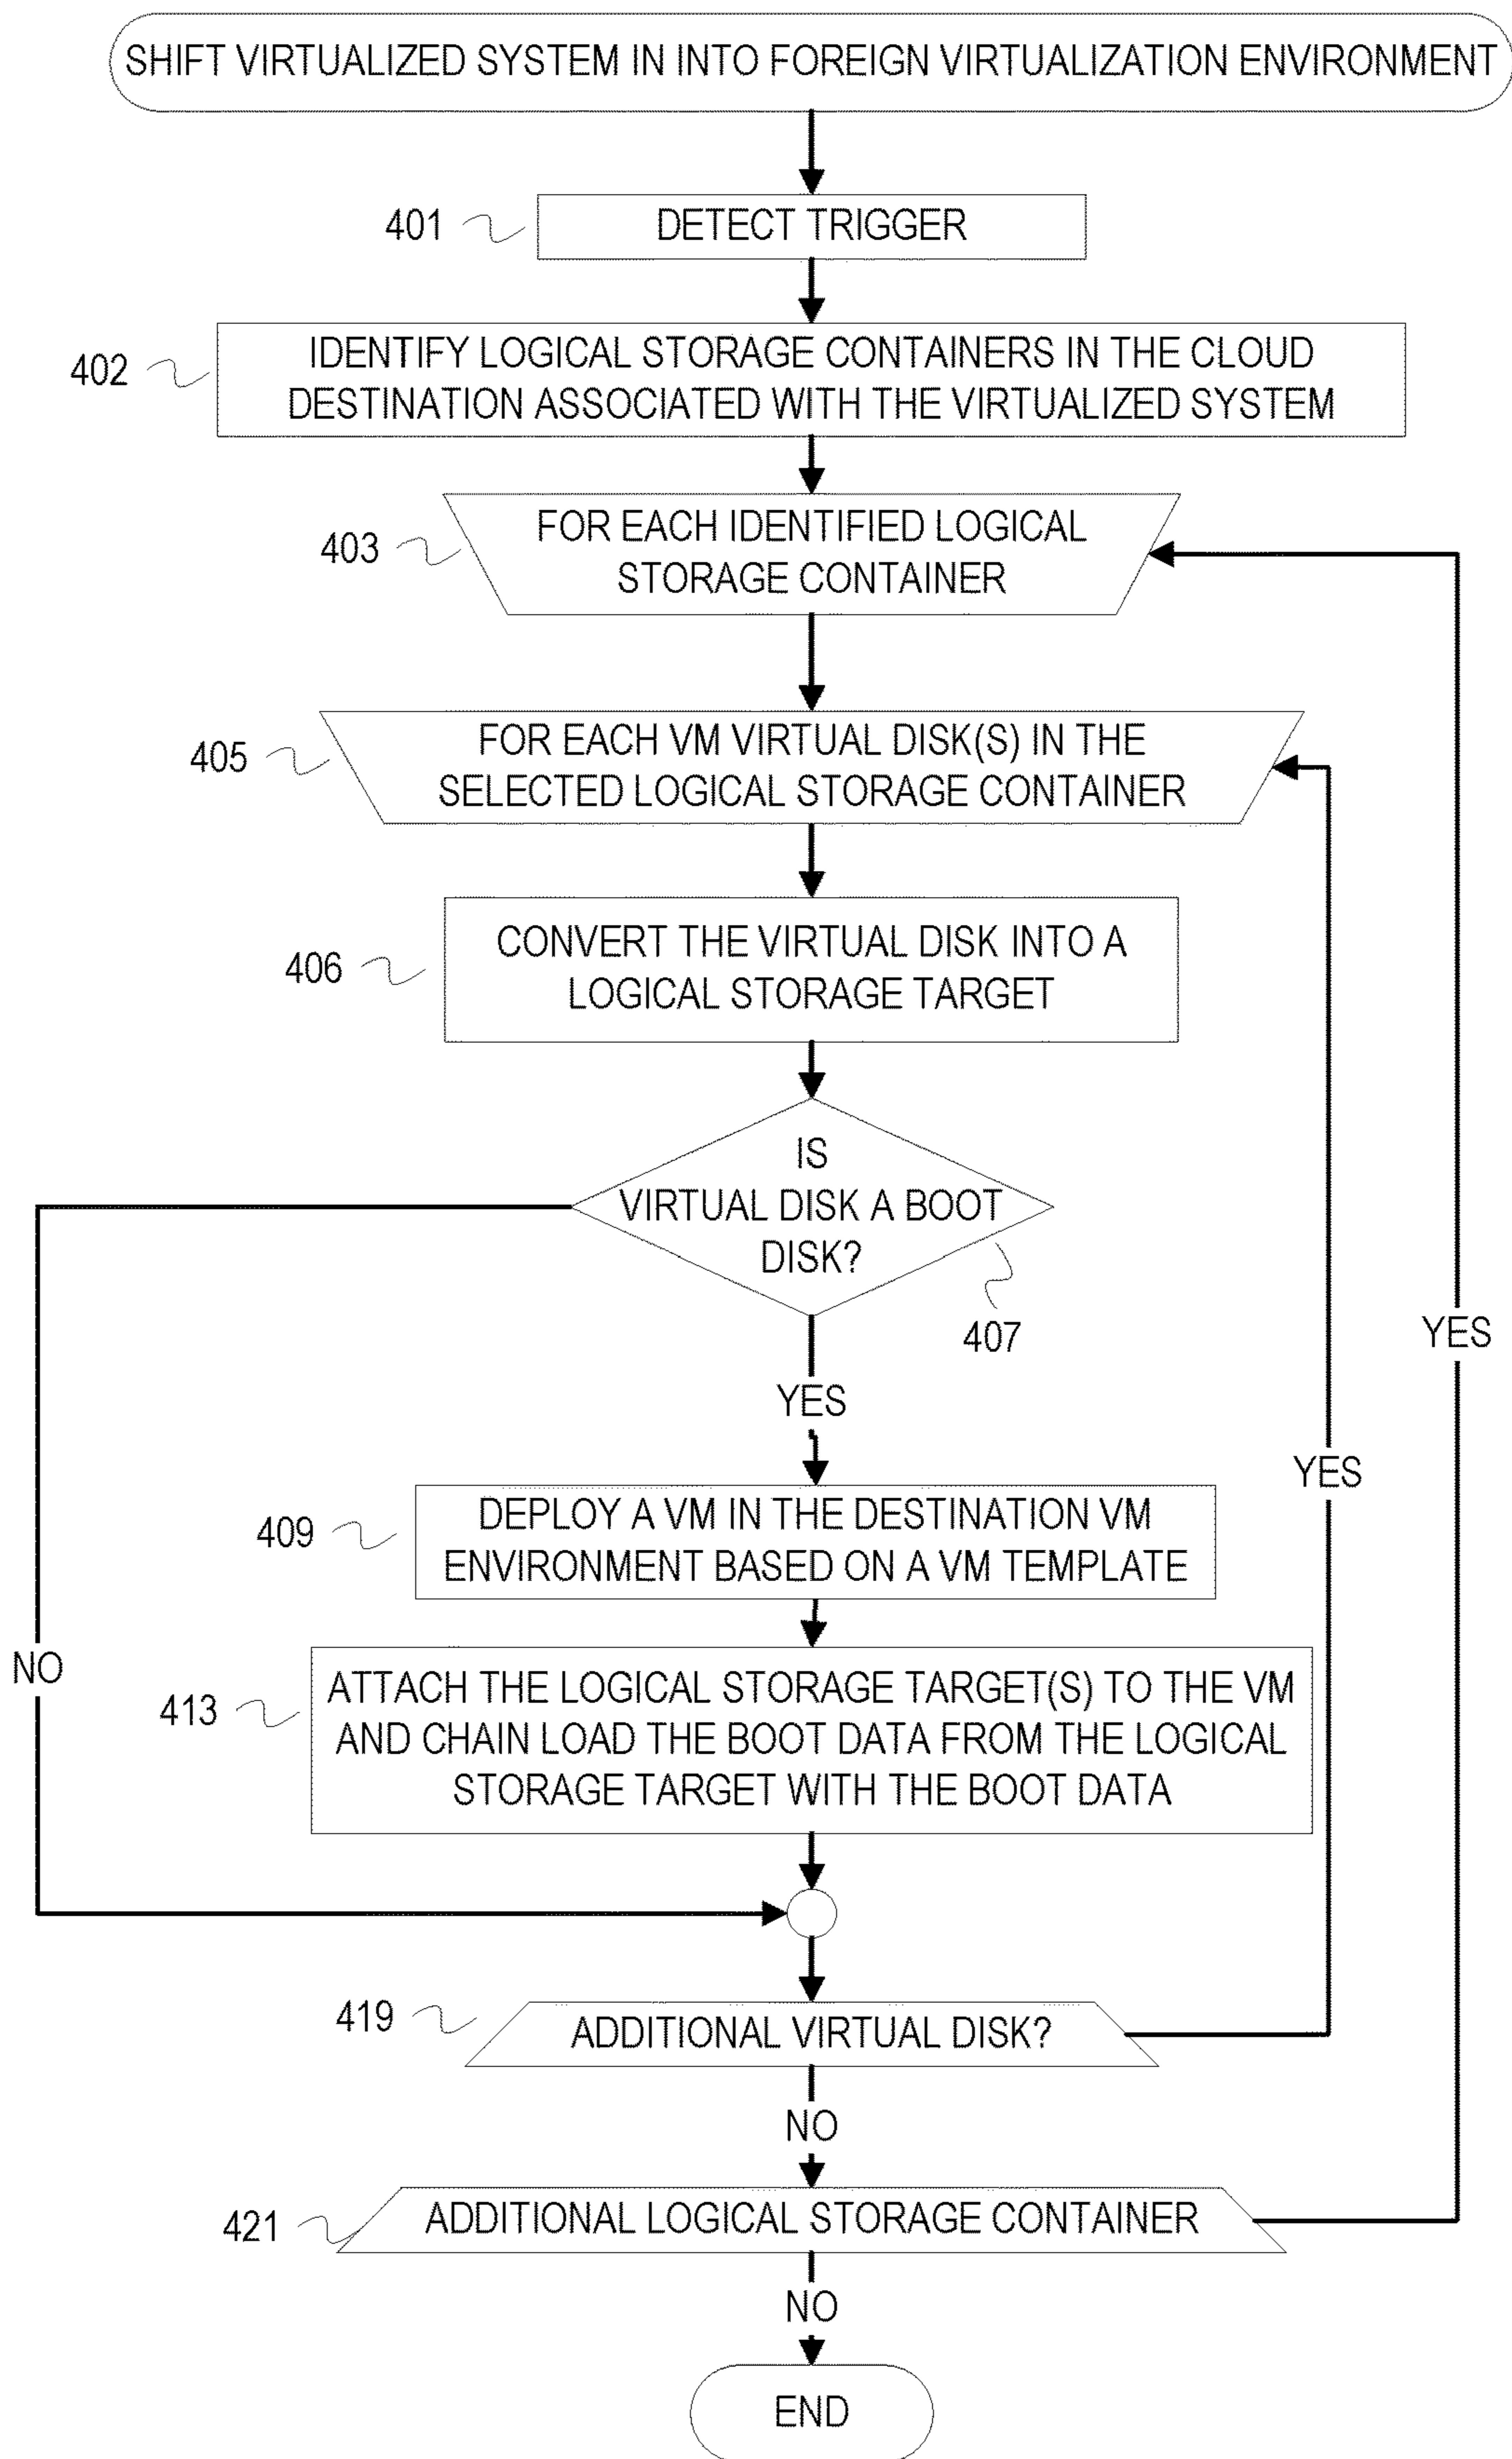 SHIFT VIRTUALIZED SYSTEM IN INTO FOREIGN VIRTUALIZATION ENVIRONMENT
401
DETECT TRIGGER
402
IDENTIFY LOGICAL STORAGE CONTAINERS IN THE CLOUD
DESTINATION ASSOCIATED WITH THE VIRTUALIZED SYSTEM
403
FOR EACH IDENTIFIED LOGICAL
STORAGE CONTAINER
405
FOR EACH VM VIRTUAL DISK(S) IN THE
SELECTED LOGICAL STORAGE CONTAINER
406
CONVERT THE VIRTUAL DISK INTO A
LOGICAL STORAGE TARGET
IS
VIRTUAL DISK A BOOT
DISK?
407
YES
YES
YES
409
DEPLOY A VM IN THE DESTINATION VM
ENVIRONMENT BASED ON A VM TEMPLATE
NO
413
ATTACH THE LOGICAL STORAGE TARGET(S) TO THE VM
AND CHAIN LOAD THE BOOT DATA FROM THE LOGICAL
STORAGE TARGET WITH THE BOOT DATA
419
ADDITIONAL VIRTUAL DISK?
NO
421
ADDITIONAL LOGICAL STORAGE CONTAINER
NO
END